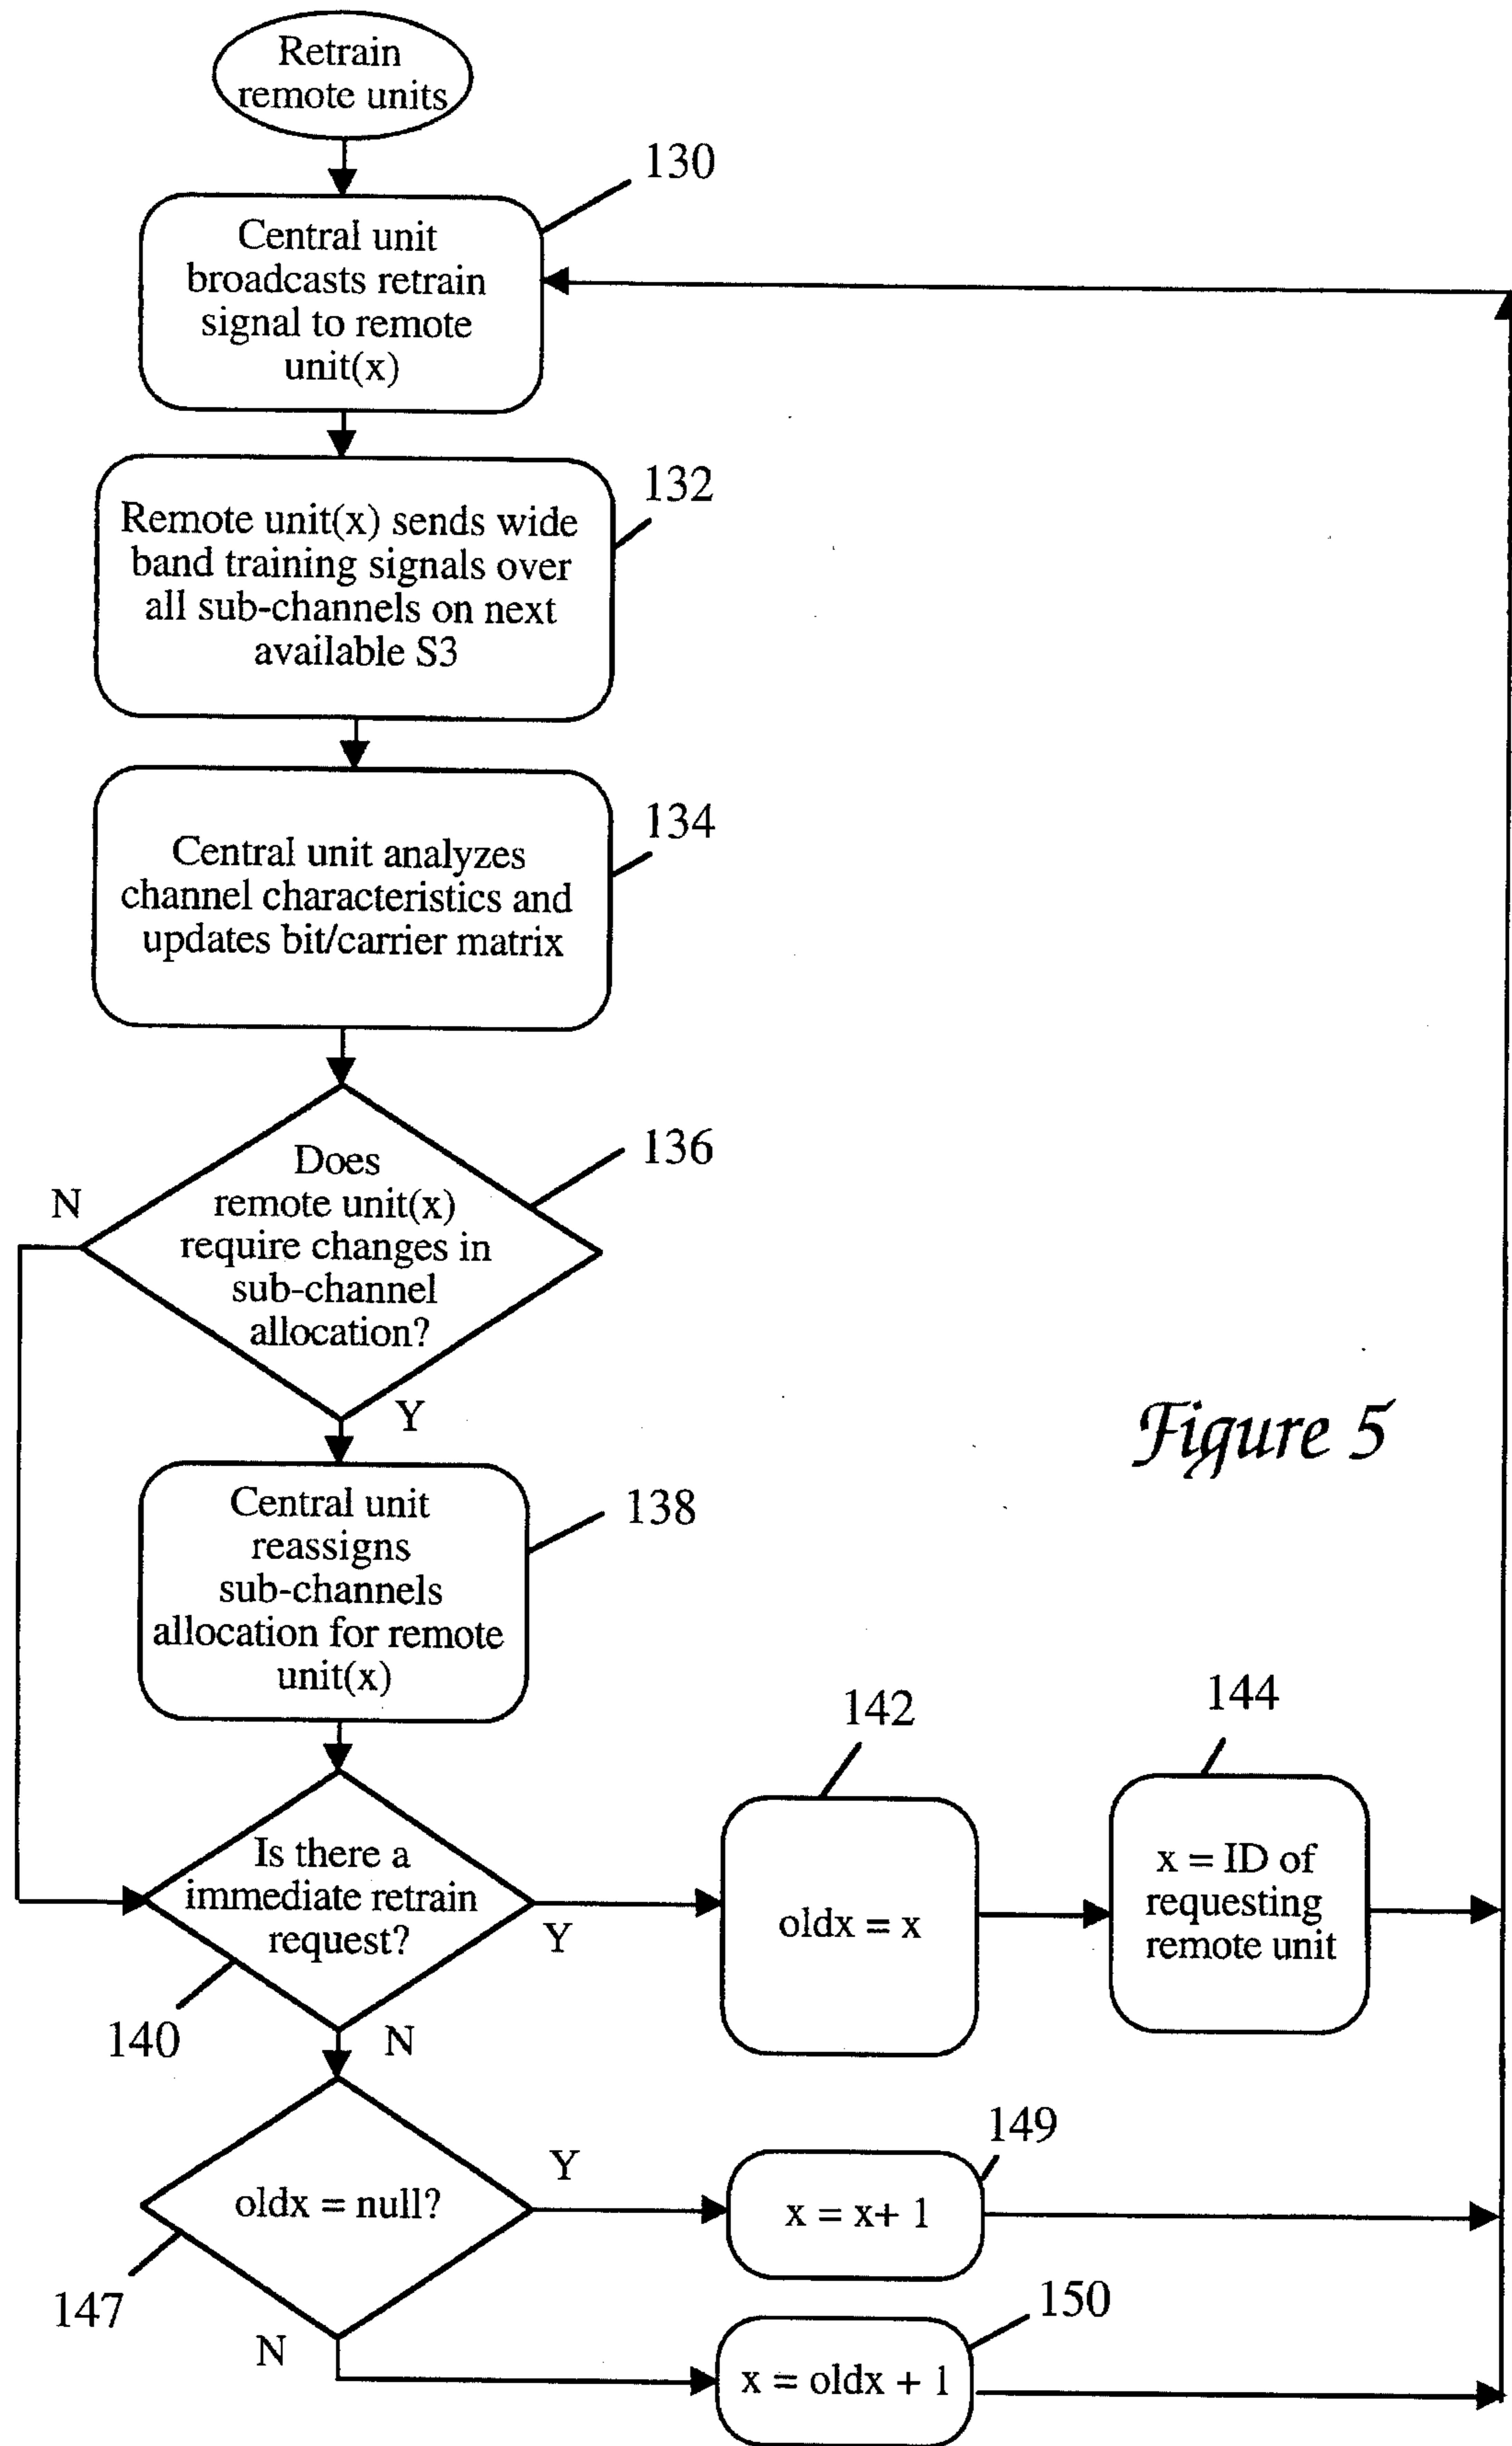 Retrain
remote units
130
Central unit
broadcasts retrain
signal to remote
unit(x)
132
Remote unit(x) sends wide
band training signals over
all sub-channels on next
available S3
134
Central unit analyzes
channel characteristics and
updates bit/carrier matrix
136
Does
remote unit(x)
require changes in
sub-channel
allocation?
N
Y
Figure 5
138
Central unit
reassigns
sub-channels
allocation for remote
unit(x)
142
144
Is there a
immediate retrain
request?
Y
oldx = x
x = ID of
requesting
remote unit
140
N
149
oldx = null?
Y
x = x+ 1
147
N
150
x = oldx + 1